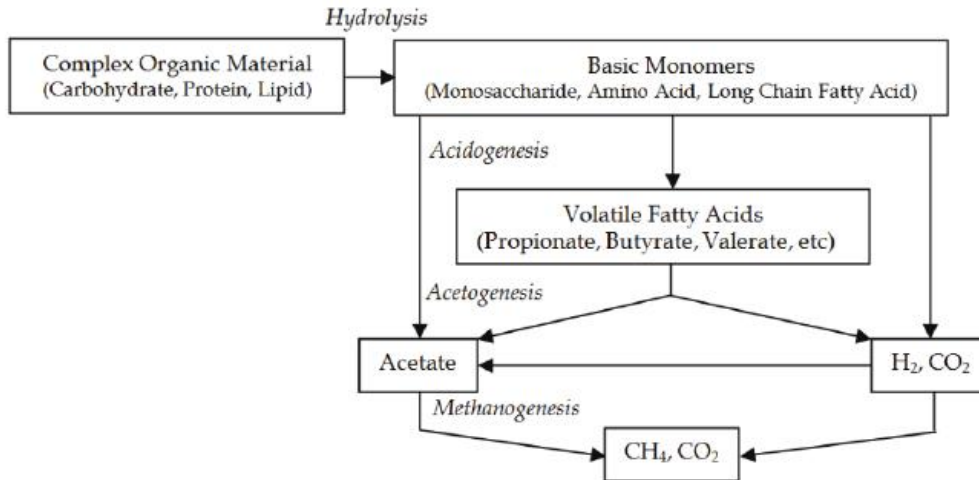 Hydrolysis
Complex Organic Material
(Carbohydrate, Protein, Lipid)
Basic Monomers
(Monosaccharide, Amino Acid, Long Chain Fatty Acid)
Acidogenesis
Volatile Fatty Acids
(Propionate, Butyrate, Valerate, etc)
Acetogenesis
Acetate
H₂, CO₂
Methanogenesis
CH₄, CO₂